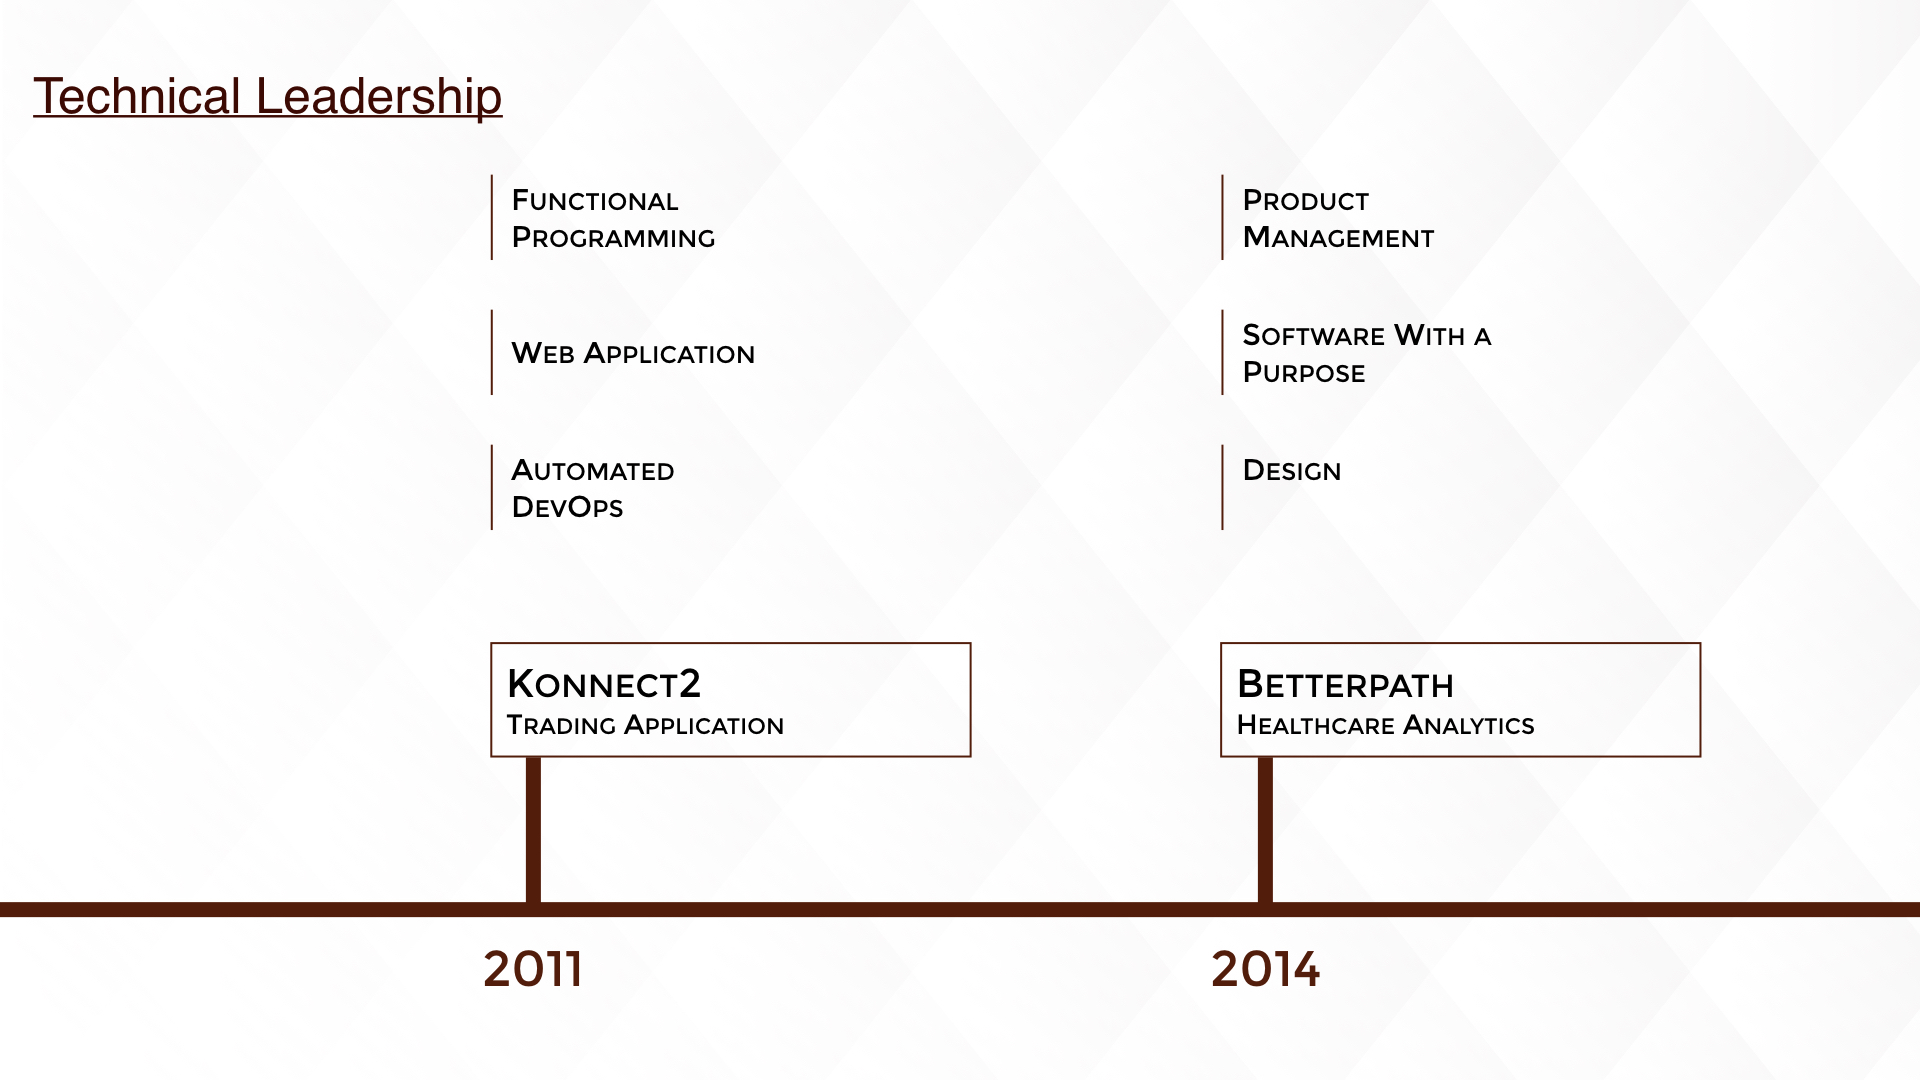 Technical Leadership
Functional
Programming
Web Application
Automated
DevOps
Konnect2
Trading Application
2011
Product
Management
Software With a
Purpose
Design
Betterpath
Healthcare Analytics
2014